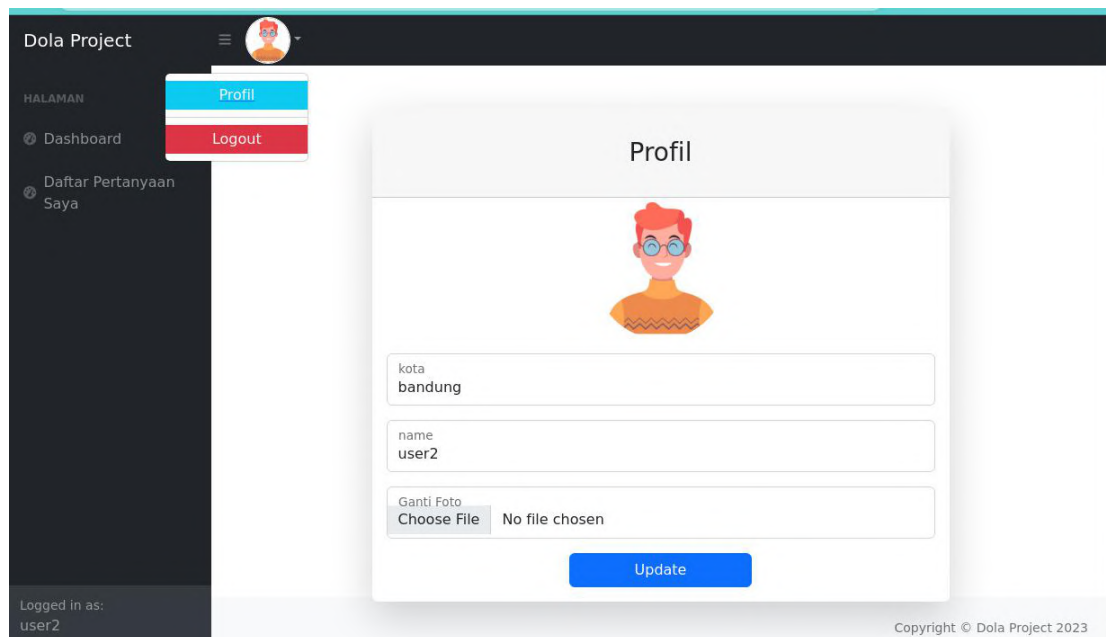 Dola Project
HALAMAN
Dashboard
Daftar Pertanyaan
Saya
Profil
Logout
Profil
kota
bandung
name
user2
Ganti Foto
Choose File No file chosen
Update
Logged in as:
user2
Copyright © Dola Project 2023